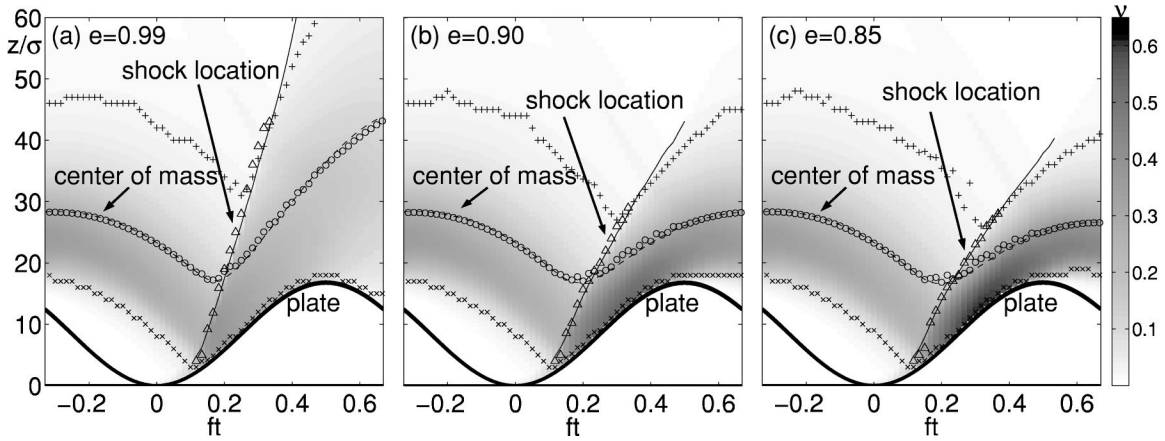 60
50
40
30
20
10
0
z/σ
(a) e=0.99
shock location
center of mass
plate
−0.2
0
0.2
0.4
0.6
ft
(b) e=0.90
shock location
center of mass
plate
−0.2
0
0.2
0.4
0.6
ft
(c) e=0.85
shock location
center of mass
plate
−0.2
0
0.2
0.4
0.6
ft
ν
0.6
0.5
0.4
0.3
0.2
0.1